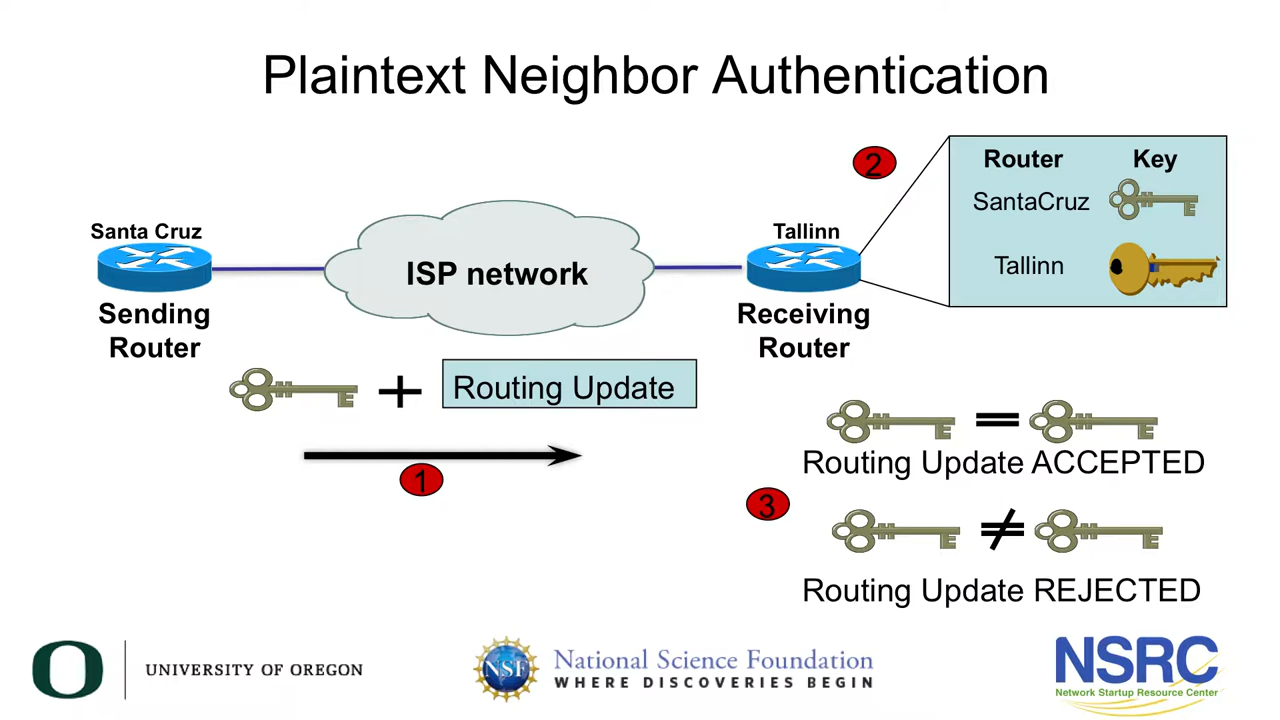 Plaintext Neighbor Authentication
2
Router Key
SantaCruz
Tallinn
Santa Cruz
Sending
Router
ISP network
Tallinn
Receiving
Router
+ Routing Update
1
=
Routing Update ACCEPTED
3
≠
Routing Update REJECTED
O
UNIVERSITY OF OREGON
NSF
National Science Foundation
WHERE DISCOVERIES BEGIN
NSRC
Network Startup Resource Center